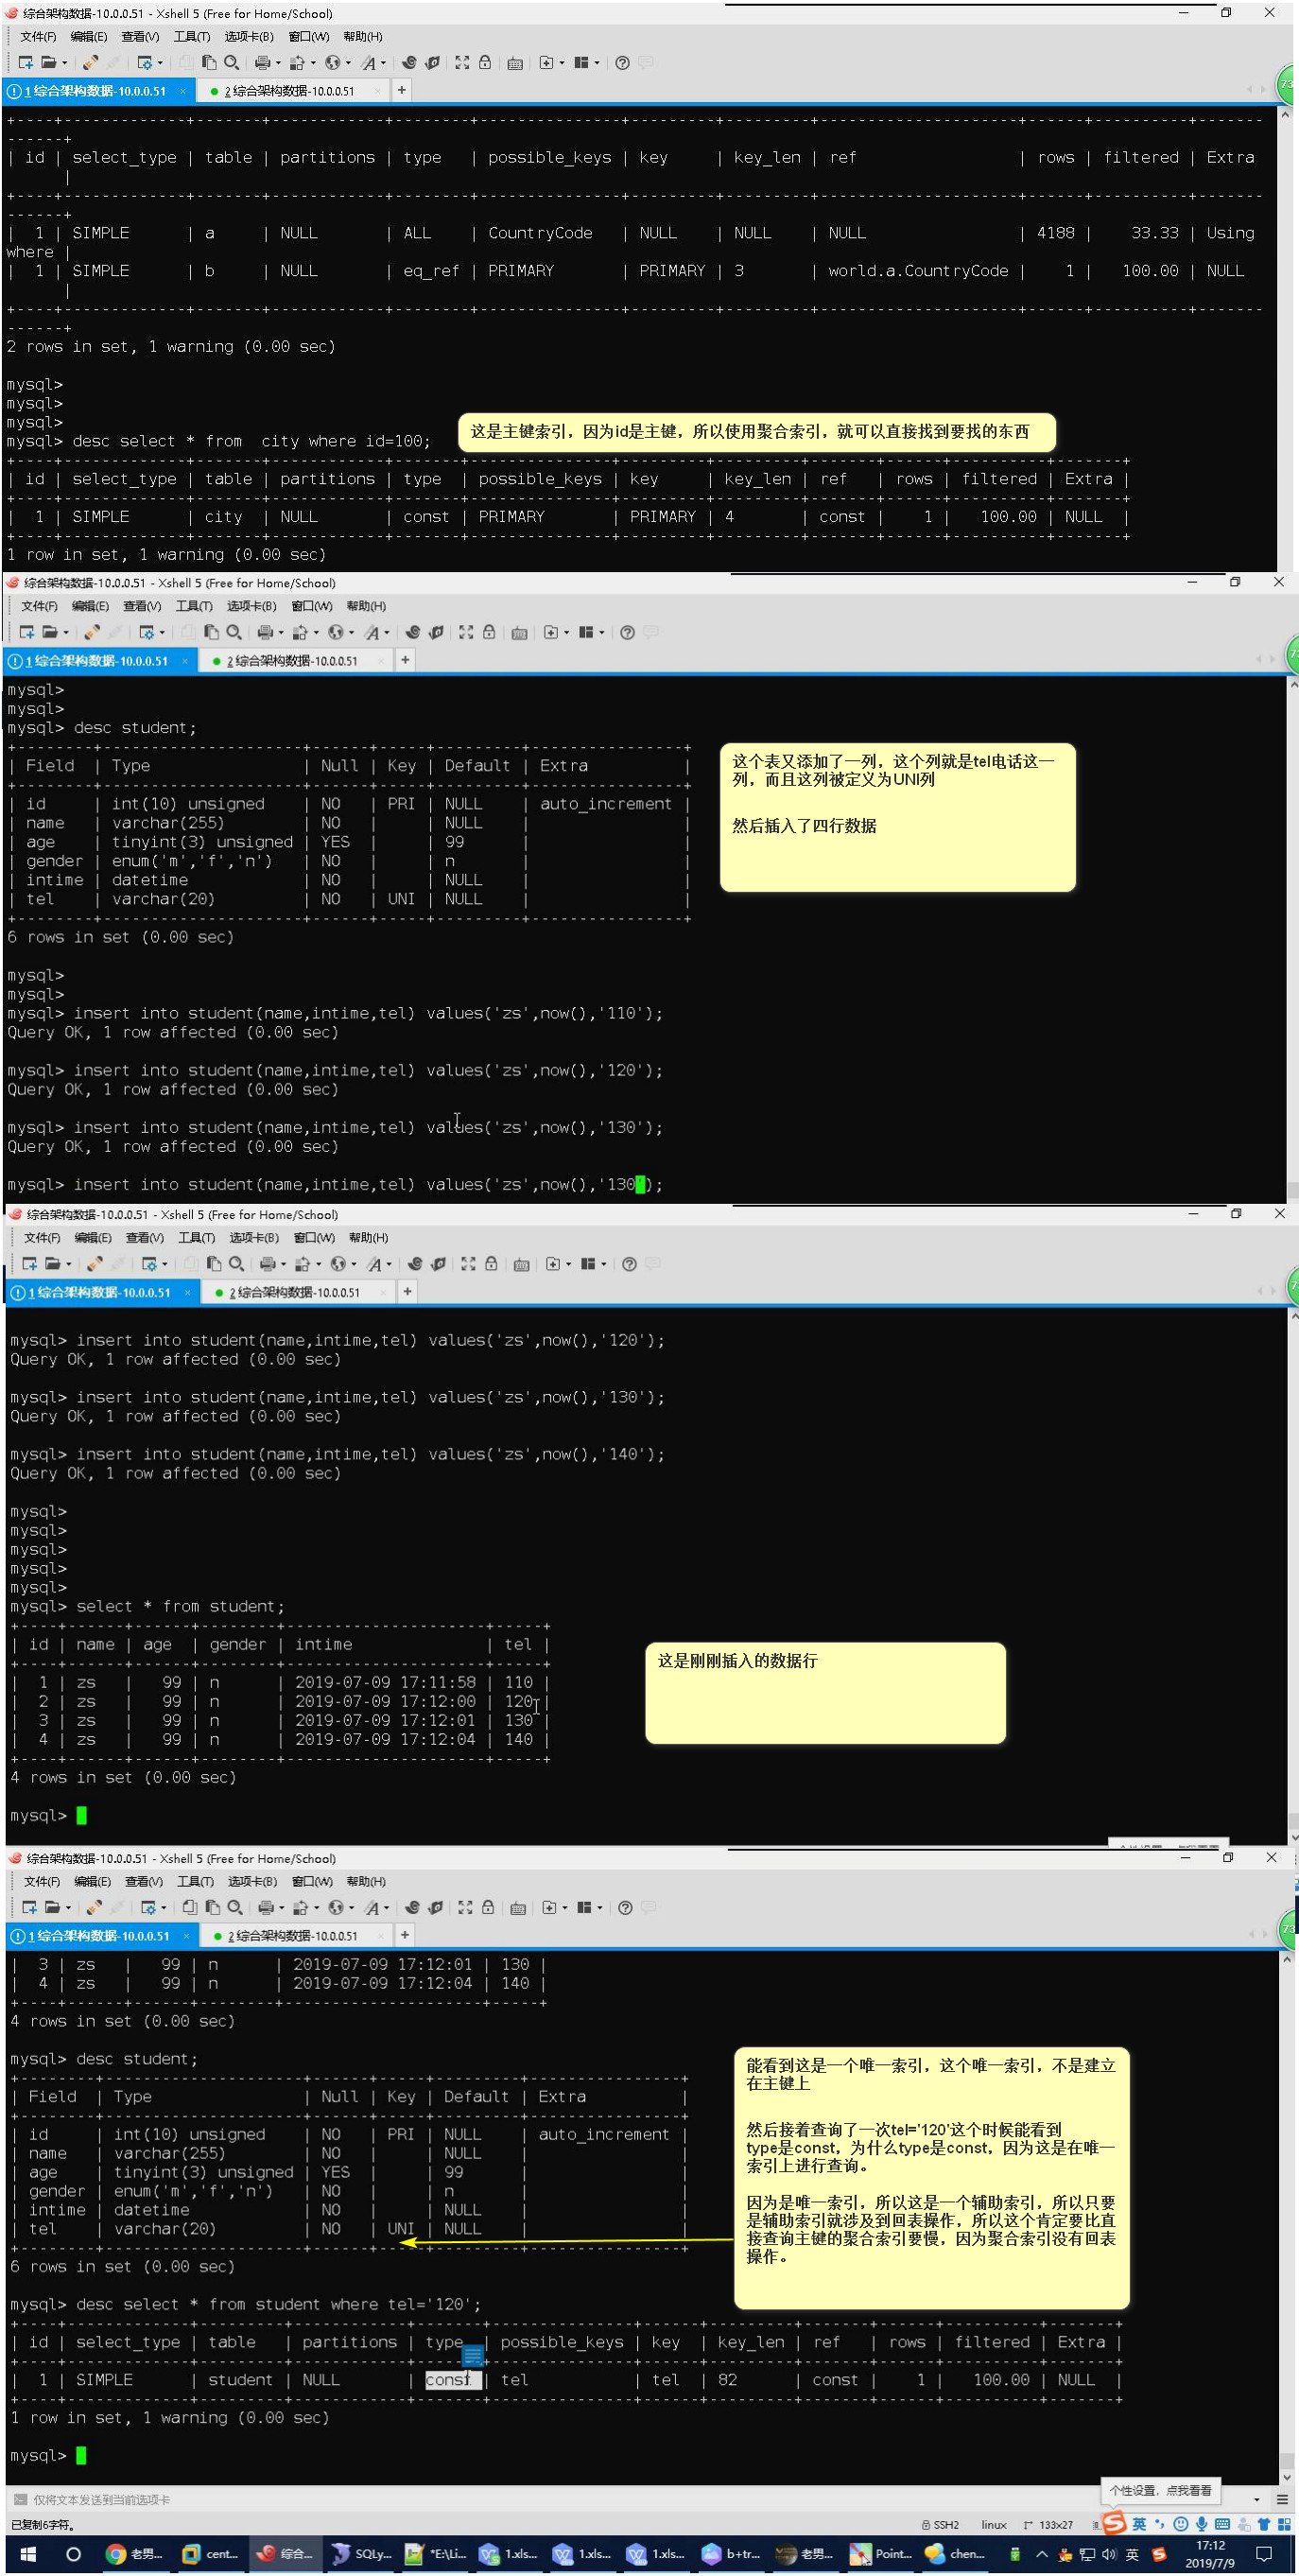 综合架构数据-10.0.0.51 - Xshell 5 (Free for Home/School)
文件(F) 编辑(E) 查看(V) 工具(T) 选项卡(B) 窗口(W) 帮助(H)
1 综合架构数据-10.0.0.51 × 2 综合架构数据-10.0.0.51 × +
73
+----+-------------+-------+------------+--------+---------------+---------+---------+---------------------+------+----------+-------
------+
| id | select_type | table | partitions | type   | possible_keys | key     | key_len | ref                 | rows | filtered | Extra
      |
+----+-------------+-------+------------+--------+---------------+---------+---------+---------------------+------+----------+-------
------+
|  1 | SIMPLE      | a     | NULL       | ALL    | CountryCode   | NULL    | NULL    | NULL                | 4188 |    33.33 | Using
where |
|  1 | SIMPLE      | b     | NULL       | eq_ref | PRIMARY       | PRIMARY | 3       | world.a.CountryCode |    1 |   100.00 | NULL
      |
+----+-------------+-------+------------+--------+---------------+---------+---------+---------------------+------+----------+-------
------+
2 rows in set, 1 warning (0.00 sec)
mysql>
mysql>
mysql>
mysql> desc select * from  city where id=100;
这是主键索引，因为id是主键，所以使用聚合索引，就可以直接找到要找的东西
+----+-------------+-------+------------+-------+---------------+---------+---------+-------+------+----------+-------+
| id | select_type | table | partitions | type  | possible_keys | key     | key_len | ref   | rows | filtered | Extra |
+----+-------------+-------+------------+-------+---------------+---------+---------+-------+------+----------+-------+
|  1 | SIMPLE      | city  | NULL       | const | PRIMARY       | PRIMARY | 4       | const |    1 |   100.00 | NULL  |
+----+-------------+-------+------------+-------+---------------+---------+---------+-------+------+----------+-------+
1 row in set, 1 warning (0.00 sec)
综合架构数据-10.0.0.51 - Xshell 5 (Free for Home/School)
文件(F) 编辑(E) 查看(V) 工具(T) 选项卡(B) 窗口(W) 帮助(H)
1 综合架构数据-10.0.0.51 × 2 综合架构数据-10.0.0.51 × +
mysql>
mysql>
mysql> desc student;
+---------+---------------------+------+-----+---------+----------------+
| Field   | Type                | Null | Key | Default | Extra          |
+---------+---------------------+------+-----+---------+----------------+
| id      | int(10) unsigned    | NO   | PRI | NULL    | auto_increment |
| name    | varchar(255)        | NO   |     | NULL    |                |
| age     | tinyint(3) unsigned | YES  |     | 99      |                |
| gender  | enum('m','f','n')   | NO   |     | n       |                |
| intime  | datetime            | NO   |     | NULL    |                |
| tel     | varchar(20)         | NO   | UNI | NULL    |                |
+---------+---------------------+------+-----+---------+----------------+
6 rows in set (0.00 sec)
这个表又添加了一列，这个列就是tel电话这一
列，而且这列被定义为UNI列
然后插入了四行数据
mysql>
mysql>
mysql> insert into student(name,intime,tel) values('zs',now(),'110');
Query OK, 1 row affected (0.00 sec)
mysql> insert into student(name,intime,tel) values('zs',now(),'120');
Query OK, 1 row affected (0.00 sec)
mysql> insert into student(name,intime,tel) values('zs',now(),'130');
Query OK, 1 row affected (0.00 sec)
mysql> insert into student(name,intime,tel) values('zs',now(),'130');
综合架构数据-10.0.0.51 - Xshell 5 (Free for Home/School)
文件(F) 编辑(E) 查看(V) 工具(T) 选项卡(B) 窗口(W) 帮助(H)
1 综合架构数据-10.0.0.51 × 2 综合架构数据-10.0.0.51 × +
mysql> insert into student(name,intime,tel) values('zs',now(),'120');
Query OK, 1 row affected (0.00 sec)
mysql> insert into student(name,intime,tel) values('zs',now(),'130');
Query OK, 1 row affected (0.00 sec)
mysql> insert into student(name,intime,tel) values('zs',now(),'140');
Query OK, 1 row affected (0.00 sec)
mysql>
mysql>
mysql>
mysql>
mysql>
mysql> select * from student;
+----+------+------+--------+---------------------+-----+
| id | name | age  | gender | intime              | tel |
+----+------+------+--------+---------------------+-----+
|  1 | zs   |   99 | n      | 2019-07-09 17:11:58 | 110 |
|  2 | zs   |   99 | n      | 2019-07-09 17:12:00 | 120 |
|  3 | zs   |   99 | n      | 2019-07-09 17:12:01 | 130 |
|  4 | zs   |   99 | n      | 2019-07-09 17:12:04 | 140 |
+----+------+------+--------+---------------------+-----+
4 rows in set (0.00 sec)
这是刚刚插入的数据行
mysql>
综合架构数据-10.0.0.51 - Xshell 5 (Free for Home/School)
文件(F) 编辑(E) 查看(V) 工具(T) 选项卡(B) 窗口(W) 帮助(H)
1 综合架构数据-10.0.0.51 × 2 综合架构数据-10.0.0.51 × +
73
|  3 | zs   |   99 | n      | 2019-07-09 17:12:01 | 130 |
|  4 | zs   |   99 | n      | 2019-07-09 17:12:04 | 140 |
+----+------+------+--------+---------------------+-----+
4 rows in set (0.00 sec)
mysql> desc student;
+---------+---------------------+------+-----+---------+----------------+
| Field   | Type                | Null | Key | Default | Extra          |
+---------+---------------------+------+-----+---------+----------------+
| id      | int(10) unsigned    | NO   | PRI | NULL    | auto_increment |
| name    | varchar(255)        | NO   |     | NULL    |                |
| age     | tinyint(3) unsigned | YES  |     | 99      |                |
| gender  | enum('m','f','n')   | NO   |     | n       |                |
| intime  | datetime            | NO   |     | NULL    |                |
| tel     | varchar(20)         | NO   | UNI | NULL    |                |
+---------+---------------------+------+-----+---------+----------------+
6 rows in set (0.00 sec)
能看到这是一个唯一索引，这个唯一索引，不是建立
在主键上
然后接着查询了一次tel='120'这个时候能看到
type是const，为什么type是const，因为这是在唯一
索引上进行查询。
因为是唯一索引，所以这是一个辅助索引，所以只要
是辅助索引就涉及到回表操作，所以这个肯定要比直
接查询主键的聚合索引要慢，因为聚合索引没有回表
操作。
mysql> desc select * from student where tel='120';
+----+-------------+---------+------------+-------+---------------+------+---------+-------+------+----------+-------+
| id | select_type | table   | partitions | type  | possible_keys | key  | key_len | ref   | rows | filtered | Extra |
+----+-------------+---------+------------+-------+---------------+------+---------+-------+------+----------+-------+
|  1 | SIMPLE      | student | NULL       | const | tel           | tel  | 82      | const |    1 |   100.00 | NULL  |
+----+-------------+---------+------------+-------+---------------+------+---------+-------+------+----------+-------+
1 row in set, 1 warning (0.00 sec)
mysql>
个性设置，点我看看
仅将文本发送到当前选项卡
已复制6字符。 SSH2 linux 133x27 英
老男... cent... 综合... SQLy... *E:\Li... 1.xls... 1.xls... 1.xls... b+tr... 老男... Point... chen... 英 17:12
2019/7/9